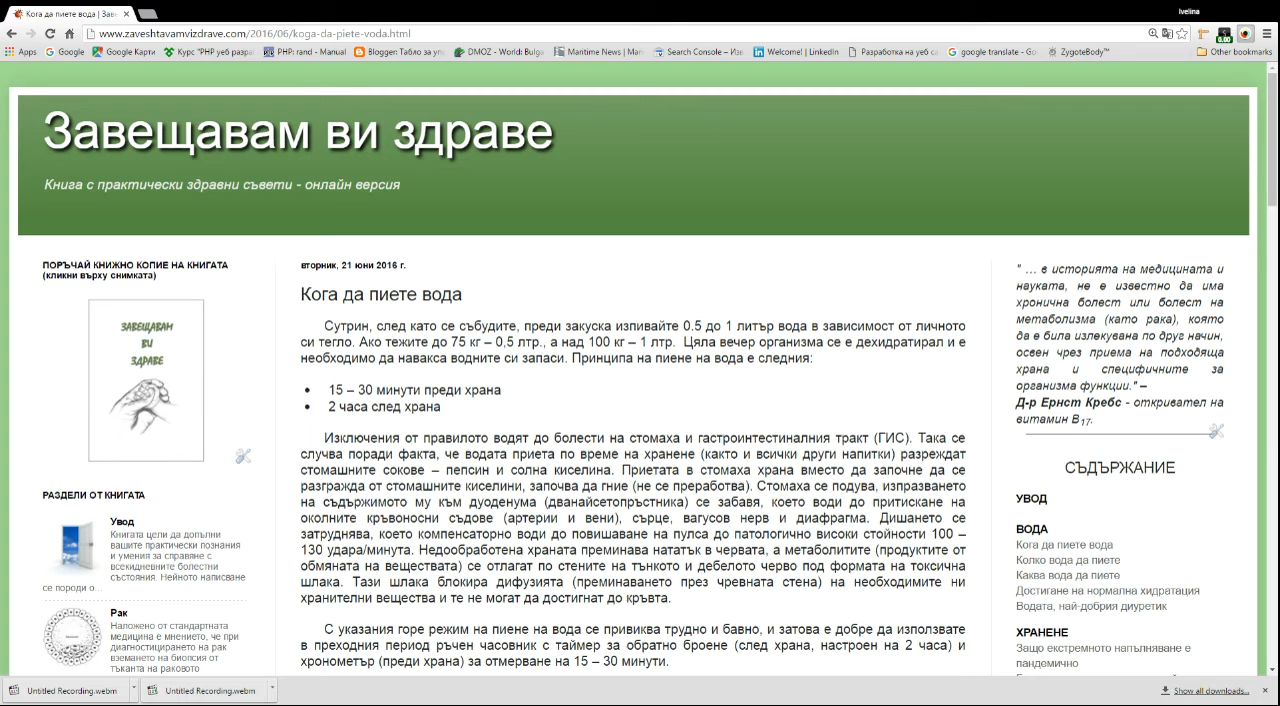 Кога да пиете вода | Заве
Ivelina
www.zaveshtavamvizdrave.com/2016/06/koga-da-piete-voda.html
Apps Google Google Карти Курс "PHP уеб разраб PHP: rand - Manual Blogger: Табло за уп DMOZ - World: Bulga Maritime News | Mar Search Console – Изв Welcome! | LinkedIn Разработка на уеб са google translate - Go ZygoteBody™ Other bookmarks
0.00
Завещавам ви здраве
Книга с практически здравни съвети - онлайн версия
ПОРЪЧАЙ КНИЖНО КОПИЕ НА КНИГАТА
(кликни върху снимката)
ЗАВЕЩАВАМ
ВИ
ЗДРАВЕ
РАЗДЕЛИ ОТ КНИГАТА
Увод
Книгата цели да допълни
вашите практически познания
и умения за справяне с
всекидневните болестни
състояния. Нейното написване
се породи о...
Рак
Наложено от стандартната
медицина е мнението, че при
диагностицирането на рак
вземането на биопсия от
тъканта на раковото
вторник, 21 юни 2016 г.
Кога да пиете вода
Сутрин, след като се събудите, преди закуска изпивайте 0.5 до 1 литър вода в зависимост от личното
си тегло. Ако тежите до 75 кг – 0,5 лтр., а над 100 кг – 1 лтр. Цяла вечер организма се е дехидратирал и е
необходимо да навакса водните си запаси. Принципа на пиене на вода е следния:
• 15 – 30 минути преди храна
• 2 часа след храна
Изключения от правилото водят до болести на стомаха и гастроинтестиналния тракт (ГИС). Така се
случва поради факта, че водата приета по време на хранене (както и всички други напитки) разреждат
стомашните сокове – пепсин и солна киселина. Приетата в стомаха храна вместо да започне да се
разгражда от стомашните киселини, започва да гние (не се преработва). Стомаха се подува, изпразването
на съдържимото му към дуоденума (дванайсетопръстника) се забавя, което води до притискане на
околните кръвоносни съдове (артерии и вени), сърце, вагусов нерв и диафрагма. Дишането се
затруднява, което компенсаторно води до повишаване на пулса до патологично високи стойности 100 –
130 удара/минута. Недообработена храната преминава нататък в червата, а метаболитите (продуктите от
обмяната на веществата) се отлагат по стените на тънкото и дебелото черво под формата на токсична
шлака. Тази шлака блокира дифузията (преминаването през чревната стена) на необходимите ни
хранителни вещества и те не могат да достигнат до кръвта.
С указания горе режим на пиене на вода се привиква трудно и бавно, и затова е добре да използвате
в преходния период ръчен часовник с таймер за обратно броене (след храна, настроен на 2 часа) и
хронометър (преди храна) за отмерване на 15 – 30 минути.
" ... в историята на медицината и
науката, не е известно да има
хронична болест или болест на
метаболизма (като рака), която
да е била излекувана по друг начин,
освен чрез приема на подходяща
храна и специфичните за
организма функции." –
Д-р Ернст Кребс - откривател на
витамин B17.
СЪДЪРЖАНИЕ
УВОД
ВОДА
Кога да пиете вода
Колко вода да пиете
Каква вода да пиете
Достигане на нормална хидратация
Водата, най-добрия диуретик
ХРАНЕНЕ
Защо екстремното напълняване е
пандемично
Untitled Recording.webm Untitled Recording.webm Show all downloads...